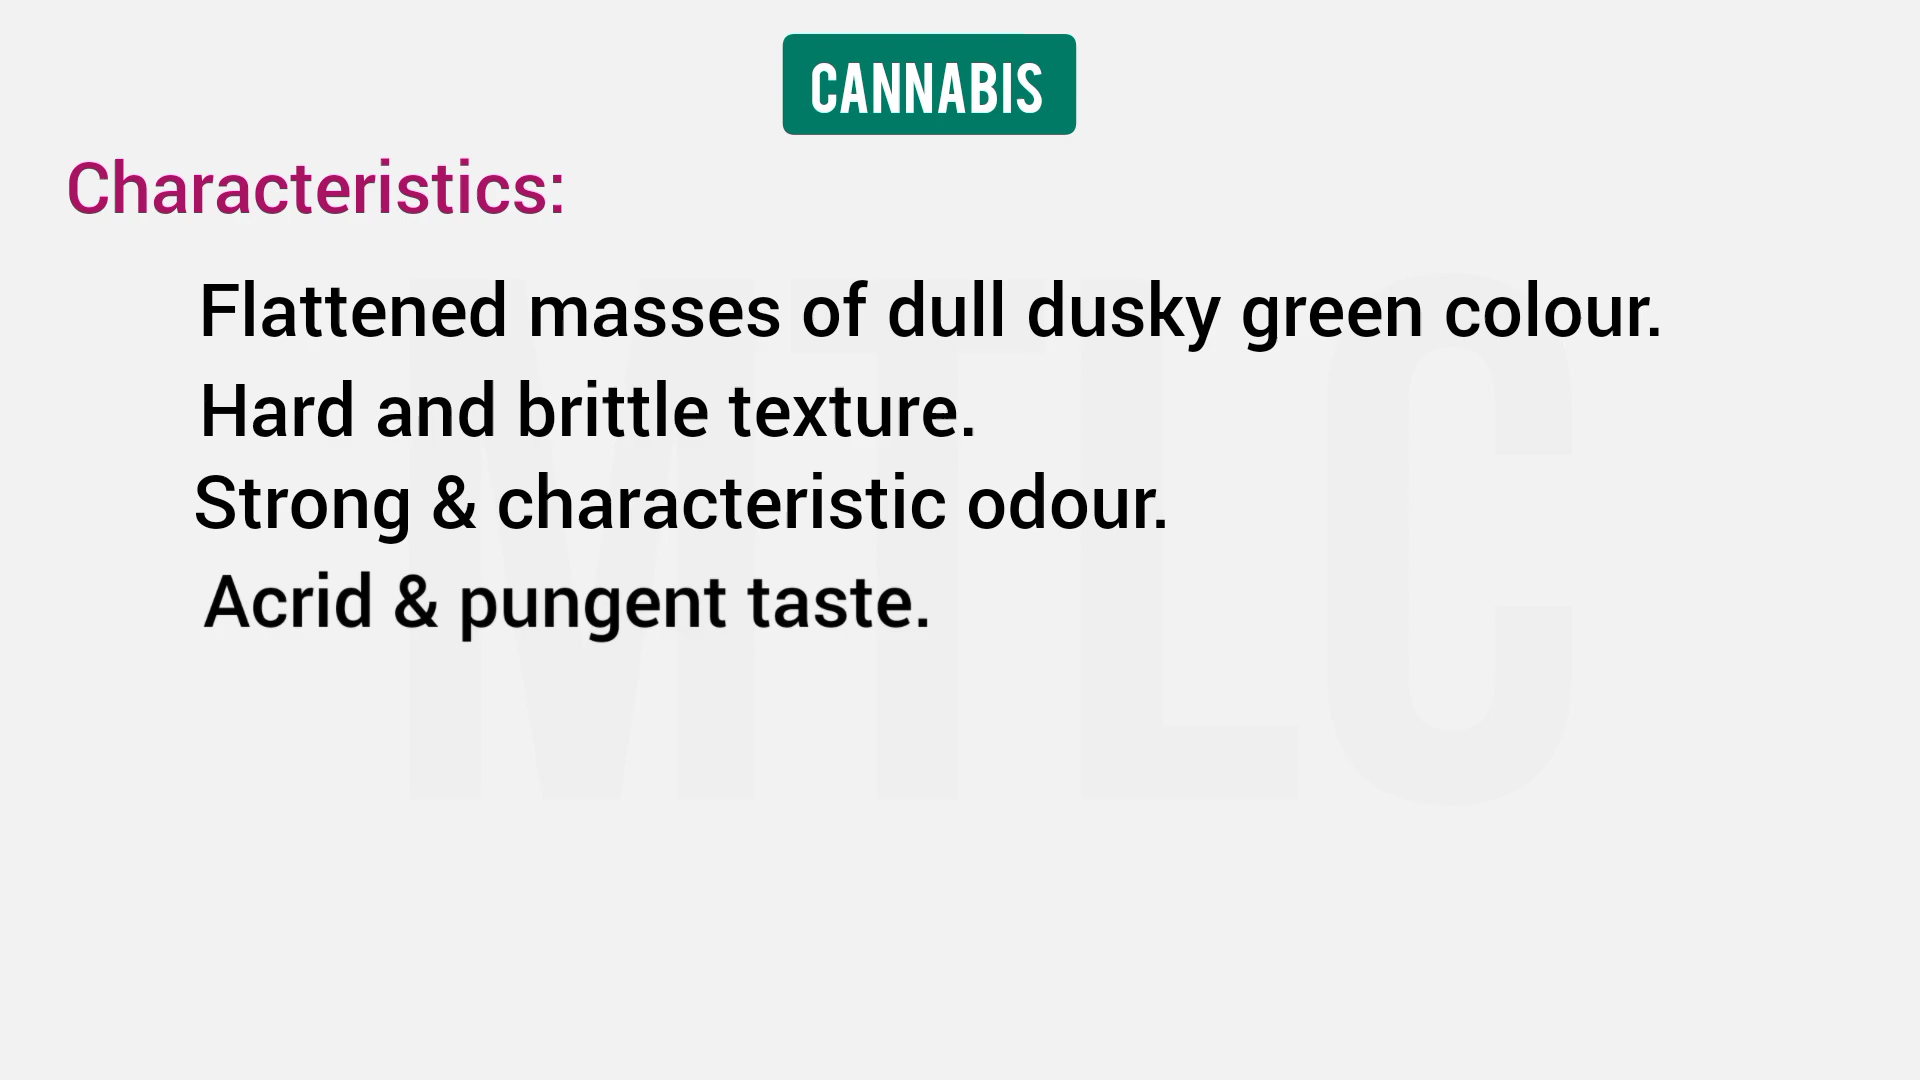 CANNABIS
Characteristics:
Flattened masses of dull dusky green colour.
Hard and brittle texture.
Strong & characteristic odour.
Acrid & pungent taste.
MTLC